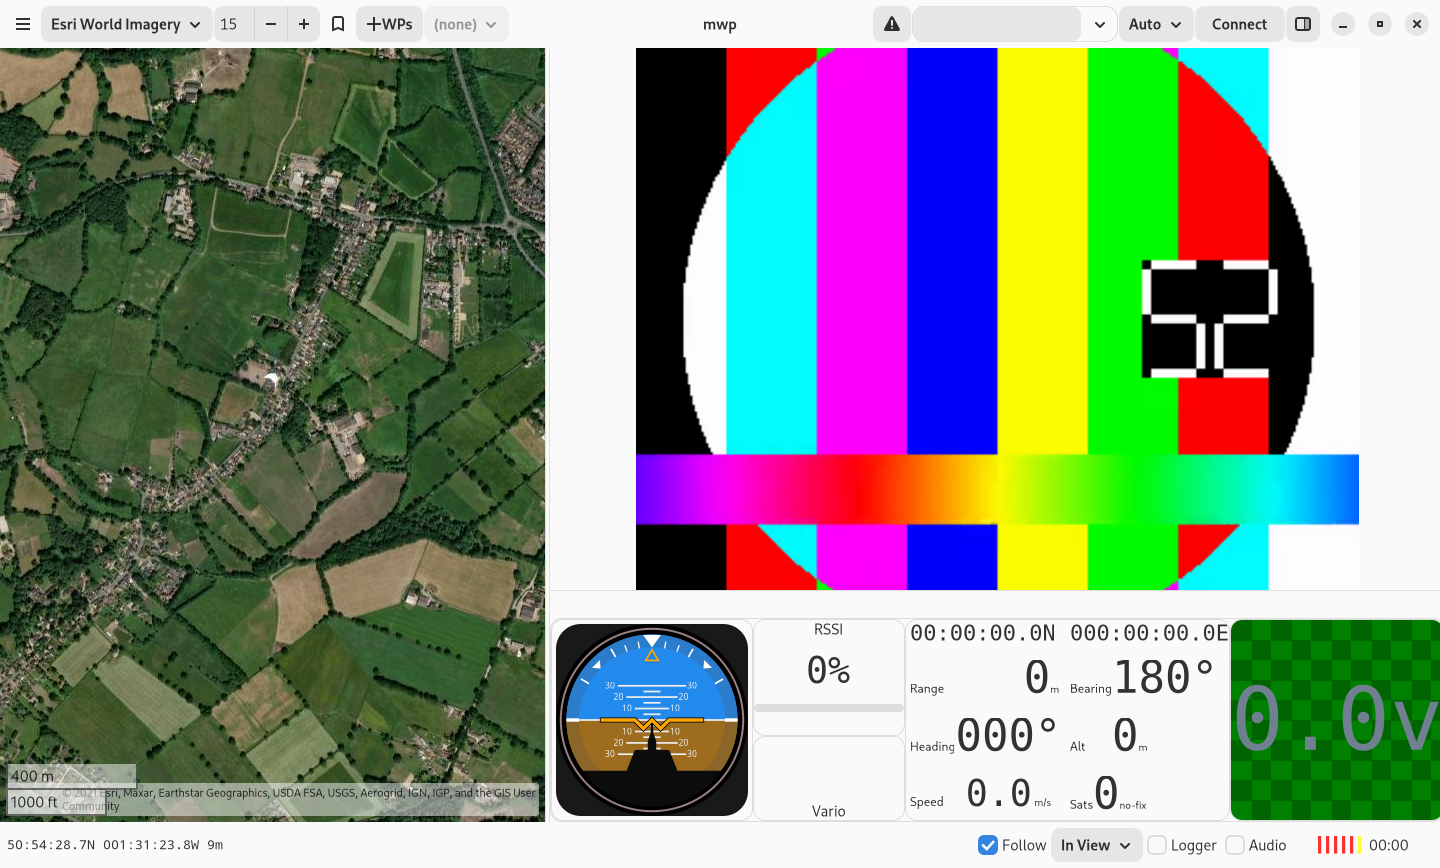 Esri World Imagery 15 − + +WPs (none) mwp Auto Connect
RSSI
0%
Vario
00:00:00.0N 000:00:00.0E
Range 0 m Bearing 180°
Heading 000° Alt 0 m
Speed 0.0 m/s Sats 0 no-fix
0.0v
30 30
20 20
10 10
10 10
20 20
30 30
400 m
1000 ft
© 2021 Esri, Maxar, Earthstar Geographics, USDA FSA, USGS, Aerogrid, IGN, IGP, and the GIS User
Community
50:54:28.7N 001:31:23.8W 9m Follow In View Logger Audio 00:00